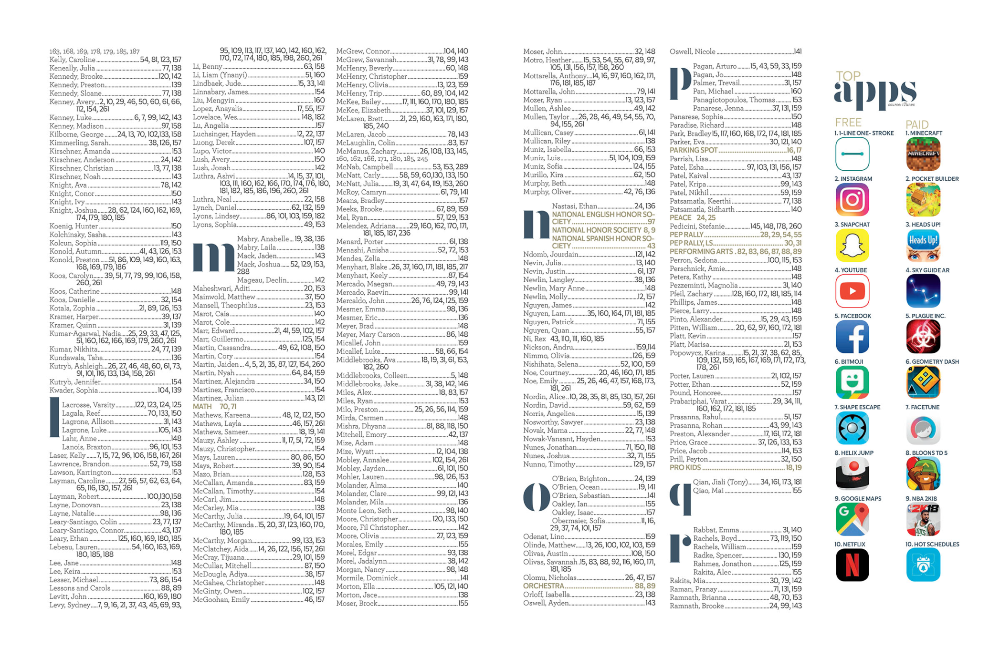 163, 168, 169, 178, 179, 185, 187
Kelly, Caroline 54, 81, 123, 157
Keneally, Julia 77, 138
Kennedy, Brooke 120, 142
Kennedy, Preston 139
Kennedy, Sloane 77, 138
Kenney, Avery 2, 10, 29, 46, 50, 60, 61, 66,
112, 154, 261
Kenney, Luke 6, 7, 99, 142, 143
Kenney, Madison 97, 158
Kilborne, George 24, 13, 70, 102,133, 158
Kimmerling, Sarah 38, 126, 157
Kirschner, Amanda 153
Kirschner, Anderson 24, 142
Kirschner, Christian 13, 77, 138
Kirschner, Noah 143
Knight, Ava 78, 142
Knight, Conor 150
Knight, Ivy 143
Knight, Joshua 28, 62, 124, 160, 162, 169,
174, 179, 180, 185
Koenig, Hunter 150
Kolchinsky, Sasha 143
Kolcun, Sophia 119, 150
Konold, Autumn 41, 43, 126, 153
Konold, Preston 51, 86, 109, 149, 160, 163,
168, 169, 179, 186
Koos, Carolyn 39, 51, 77, 79, 99, 106, 158,
260, 261
Koos, Catherine 148
Koos, Danielle 32, 154
Kotala, Zophia 21, 89, 126, 153
Kramer, Harper 39, 137
Kramer, Quinn 31, 139
Kumar-Agarwal, Nadia 25, 29, 33, 47, 125,
51, 160, 162, 166, 169, 179, 260, 261
Kumar, Nikhita 24, 77, 139
Kundawala, Taha 136
Kutryb, Ashleigh 26, 27, 46, 48, 60, 61, 73,
91, 101, 116, 133, 134, 158, 261
Kutryb, Jennifer 154
Kwader, Sophia 104, 139
l
Lacrosse, Varsity 122, 123, 124, 125
Lagala, Reef 70, 133, 150
Lagrone, Allison 31, 143
Lagrone, Luke 105, 143
Lahr, Anne 148
Lanois, Braxton 96, 101, 153
Laser, Kelly 7, 15, 72, 96, 106, 158, 167, 261
Lawrence, Brandon 52, 79, 158
Lawson, Karrington 153
Layman, Caroline 27, 56, 57, 62, 63, 64,
65, 116, 130, 157, 261
Layman, Robert 100,130,158
Layne, Donovan 23, 138
Layne, Natalie 98, 136
Leary-Santiago, Colin 23, 77, 137
Leary-Santiago, Connor 43, 137
Leary, Ethan 125, 160, 169, 180, 185
Lebeau, Lauren 54, 160, 163, 169,
180, 185, 188
Lee, Jane 148
Lee, Keira 153
Lesser, Michael 73, 86, 154
Lessons and Carols 88, 89
Levitt, John 160, 169, 180
Levy, Sydney 7, 9, 16, 21, 37, 43, 45, 69, 93,
95, 109, 113, 117, 137, 140, 142, 160, 162,
170, 172, 174, 180, 185, 198, 260, 261
Li, Benny 63, 158
Li, Liam (Ynanyi) 51, 160
Lindbaek, Jude 15, 33, 141
Linnabary, James 154
Liu, Mengyin 160
Lopez, Anayalis 17, 55, 157
Lovelace, Wes 148, 182
Lu, Angelia 157
Luchsinger, Hayden 12, 22, 137
Luong, Derek 107, 157
Lupo, Victor 140
Lush, Avery 150
Lush, Jonah 142
Luthra, Ashvi 14, 15, 37, 101,
103, 111, 160, 162, 166, 170, 174, 176, 180,
181, 182, 185, 186, 196, 260, 261
Luthra, Neal 22, 158
Lynch, Daniel 62, 132, 159
Lyons, Lindsey 86, 101, 103, 159, 182
Lyons, Sophia 49, 153
m
Mabry, Anabelle 19, 38, 136
Mabry, Laila 138
Mack, Jaden 143
Mack, Joshua 52, 129, 153,
288
Mageau, Declin 142
Maheshwari, Aditi 20, 153
Mainwold, Matthew 37, 150
Mansell, Theophilus 23, 153
Marot, Caia 140
Marot, Cole 142
Marr, Edward 21, 41, 59, 102, 157
Marr, Guillermo 125, 154
Martin, Cassandra 49, 62, 108, 150
Martin, Cory 154
Martin, Jaiden 4, 5, 21, 35, 87, 127, 154, 260
Martin, Nyah 64, 84, 159
Martinez, Alejandra 34, 150
Martinez, Francisco 154
Martinez, Julian 143, 121
MATH 70, 71
Mathews, Kareena 48, 12, 122, 150
Mathews, Layla 46, 157, 261
Mathews, Sameer 18, 19, 141
Mauzy, Ashley 11, 17, 51, 72, 159
Mauzy, Christopher 154
Mays, Lauren 80, 86, 150
Mays, Robert 39, 90, 154
Mazo, Brian 128, 153
McCallan, Amanda 83, 159
McCallan, Timothy 154
McCarl, Jim 148
McCarley, Mia 138
McCarthy, Julia 19, 64, 101, 157
McCarthy, Miranda 15, 20, 37, 123, 160, 170,
180, 185
McCarthy, Morgan 99, 133, 153
McClatchey, Aida 14, 26, 122, 156, 157, 261
McCray, Tijuana 29, 101, 159
McCullar, Mitchell 87, 150
McDougle, Adiya 38, 157
McGahee, Christopher 148
McGinty, Owen 102, 157
McGoohan, Emily 46, 157
McGrew, Connor 104, 140
McGrew, Savannah 31, 78, 99, 143
McHenry, Beverly 60, 148
McHenry, Christopher 159
McHenry, Olivia 13, 123, 159
McHenry, Trip 60, 89, 104, 142
McKee, Bailey 17, 111, 160, 170, 180, 185
McKee, Elizabeth 37, 101, 129, 157
McLaren, Brett 21, 29, 160, 163, 171, 180,
185, 240
McLaren, Jacob 78, 143
McLaughlin, Colin 83, 157
McManus, Zachary 26, 108, 133, 145,
160, 162, 166, 171, 180, 185, 245
McNab, Campbell 53, 153, 289
McNatt, Carly 58, 59, 60,130, 133, 150
McNatt, Julia 19, 31, 47, 64, 119, 153, 260
McRoy, Camryn 61, 79, 141
Means, Bradley 157
Meeks, Brooke 67, 89, 159
Mel, Ryan 57, 129, 153
Melendez, Adriana 29, 160, 162, 170, 171,
181, 185, 187, 236
Menard, Porter 61, 138
Menashi, Anisha 52, 72, 153
Mendes, Zelia 148
Menyhart, Blake 26, 37, 160, 171, 181, 185, 217
Menyhart, Keely 87, 154
Mercado, Maegan 49, 79, 143
Mercado, Raevin 99, 141
Mercaldo, John 26, 76, 124, 125, 159
Mesmer, Emma 98, 136
Mesmer, Eric 136
Meyer, Brad 148
Meyer, Mary Carson 86, 148
Micallef, John 159
Micallef, Luke 58, 66, 154
Middlebrooks, Ava 18, 19, 31, 61, 153,
182, 260
Middlebrooks, Colleen 5, 148
Middlebrooks, Jake 31, 38, 142, 146
Miles, Alex 18, 83, 157
Miles, Ryan 153
Milo, Preston 25, 26, 56, 114, 159
Mirda, Carmen 148
Mishra, Dhyana 81, 88, 118, 150
Mitchell, Emory 42, 137
Mize, Adam 148
Mize, Wyatt 12, 104, 138
Mobley, Annalee 102, 154, 261
Mobley, Jayden 61, 101, 150
Mohler, Lauren 98, 126, 153
Molander, Alma 140
Molander, Clare 99, 121, 143
Molander, Mila 136
Monte Leon, Seth 98, 140
Moore, Christopher 120, 133, 150
Moore, Fil Christopher 142
Moore, Olivia 27, 123, 159
Morales, Emily 155
Morel, Edgar 93, 138
Morel, Jadalynn 38, 142
Morgan, Nancy 98, 148
Mormile, Dominick 141
Morton, Ella 105, 121, 140
Morton, Jace 138
Moser, Brock 155
Moser, John 32, 148
Motro, Heather 15, 53, 54, 55, 67, 89, 97,
105, 131, 156, 157, 158, 260
Mottarella, Anthony 14, 16, 97, 160, 162, 171,
176, 181, 185, 187
Mottarella, John 79, 141
Mozer, Ryan 13, 123, 157
Mullen, Ashlee 49, 142
Mullen, Taylor 26, 28, 46, 49, 54, 55, 70,
94, 155, 261
Mullican, Casey 61, 141
Mullican, Riley 138
Muniz, Isabella 66, 153
Muniz, Luis 51, 104, 109, 159
Muniz, Sofia 124, 155
Murillo, Kira 62, 150
Murphy, Beth 148
Murphy, Oliver 42, 76, 136
n
Nastasi, Ethan 24, 136
NATIONAL ENGLISH HONOR SO-
CIETY 97
NATIONAL HONOR SOCIETY 8, 9
NATIONAL SPANISH HONOR SO-
CIETY 43
Ndomb, Jourdain 121, 142
Nevin, Julia 13, 140
Nevin, Justin 61, 137
Newlin, Langley 38, 136
Newlin, Mary Anne 148
Newlin, Molly 12, 157
Nguyen, James 142
Nguyen, Lam 35, 160, 164, 171, 181, 185
Nguyen, Patrick 71, 155
Nguyen, Quan 55, 157
Ni, Rex 43, 110, 111, 160, 185
Nickson, Andru 159,114
Nimmo, Olivia 126, 159
Nishihata, Selena 52, 100, 159
Noe, Courtney 20, 46, 160, 171, 185
Noe, Emily 25, 26, 46, 47, 157, 168, 173,
181, 261
Nordin, Alice 10, 28, 35, 81, 85, 130, 157, 261
Nordin, David 59, 62, 159
Norris, Angelica 15, 139
Nosworthy, Sawyer 23, 138
Novak, Marna 22, 77, 148
Nowak-Vansant, Hayden 153
Nunes, Jonathan 71, 150, 118
Nunes, Joshua 32, 71, 155
Nunno, Timothy 129, 157
o
O'Brien, Brighton 24, 139
O'Brien, Ocean 19, 141
O'Brien, Sebastian 141
Oakley, Ian 155
Oakley, Isaac 157
Obermaier, Sofia 11, 16,
29, 37, 74, 101, 157
Odenat, Lino 159
Olinde, Matthew 13, 26, 100, 102, 103, 159
Olivas, Austin 108, 150
Olivas, Savannah 15, 83, 88, 92, 116, 160, 171,
181, 185
Olomu, Nicholas 26, 47, 157
ORCHESTRA 88, 89
Orloff, Isabella 23, 138
Oswell, Ayden 143
Oswell, Nicole 141
p
Pagan, Arturo 15, 43, 59, 33, 159
Pagan, Jo 148
Palmer, Trevail 31, 157
Pan, Michael 160
Panagiotopoulos, Thomas 153
Panarese, Jenna 37, 131, 159
Panarese, Sophia 150
Paradise, Richard 148
Park, Bradley 15, 117, 160, 168, 172, 174, 181, 185
Parker, Eva 30, 121, 140
PARKING SPOT 16, 17
Parrish, Lisa 148
Patel, Esha 97, 103, 131, 156, 157
Patel, Kaival 43, 137
Patel, Kripa 99, 143
Patel, Nikhil 59, 159
Patsamatla, Keerthi 77, 138
Patsamatla, Sidharth 140
PEACE 24, 25
Pedicini, Stefanie 145, 148, 178, 260
PEP RALLY 28, 29, 54, 55
PEP RALLY, LS 30, 31
PERFORMING ARTS 82, 83, 86, 87, 88, 89
Perron, Sedona 100, 115, 153
Perschnick, Amie 148
Peters, Kathy 148
Pezzeminti, Magnolia 31, 140
Pfeil, Zachary 128, 160, 172, 181, 185, 114
Phillips, James 148
Pierce, Larry 148
Pinto, Alexander 15, 29, 43, 159
Pitten, William 20, 62, 97, 160, 172, 181
Platt, Kevin 157
Platt, Marisa 21, 153
Popowycz, Karina 15, 21, 37, 38, 62, 85,
109, 132, 159, 165, 167, 169, 171, 172, 173,
178, 261
Porter, Lauren 21, 102, 157
Potter, Ethan 52, 159
Pound, Honoree 157
Prabariphai, Varat 29, 34, 111,
160, 162, 172, 181, 185
Prasanna, Rahul 51, 157
Prasanna, Rohan 43, 99, 143
Preston, Alexander 17, 161, 172, 181
Price, Grace 37, 126, 133, 153
Price, Jacob 114, 153
Prill, Peyton 32, 150
PRO KIDS 18, 19
q
Qian, Jiali (Tony) 34, 161, 173, 181
Qiao, Mai 155
r
Rabbat, Emma 31, 140
Rachels, Boyd 73, 119, 150
Rachels, William 159
Radke, Spencer 130, 159
Rahmes, Jonathon 125, 159
Rakita, Alec 155
Rakita, Mia 30, 79, 142
Raman, Pranay 71, 131, 159
Ramnath, Brianna 48, 70, 153
Ramnath, Brooke 24, 99, 143
TOP
apps
source: iTunes
FREE
1. 1-LINE ONE- STROKE
2. INSTAGRAM
3. SNAPCHAT
4. YOUTUBE
5. FACEBOOK
6. BITMOJI
7. SHAPE ESCAPE
8. HELIX JUMP
9. GOOGLE MAPS
G
10. NETFLIX
N
PAID
1. MINECRAFT
MINECRAFT
2. POCKET BUILDER
3. HEADS UP!
Heads Up!
4. SKY GUIDE AR
5. PLAGUE INC.
6. GEOMETRY DASH
7. FACETUNE
8. BLOONS TD 5
9. NBA 2K18
2K18
CELTICS
10. HOT SCHEDULES